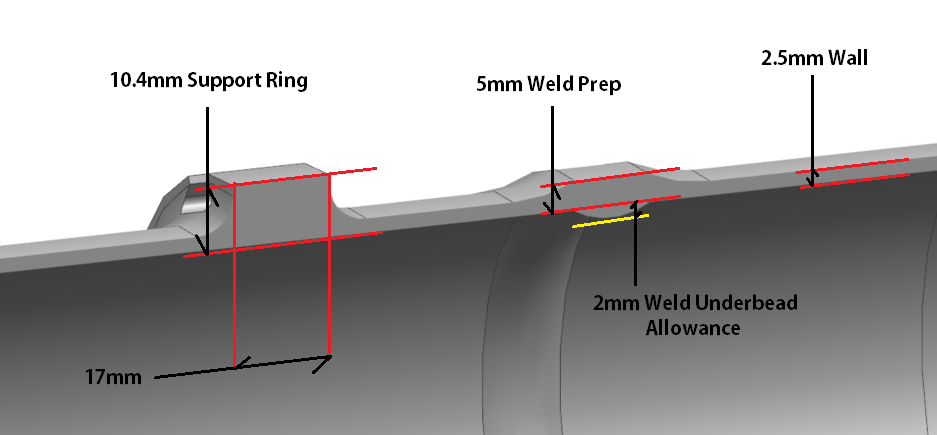 10.4mm Support Ring
5mm Weld Prep
2.5mm Wall
2mm Weld Underbead
Allowance
17mm